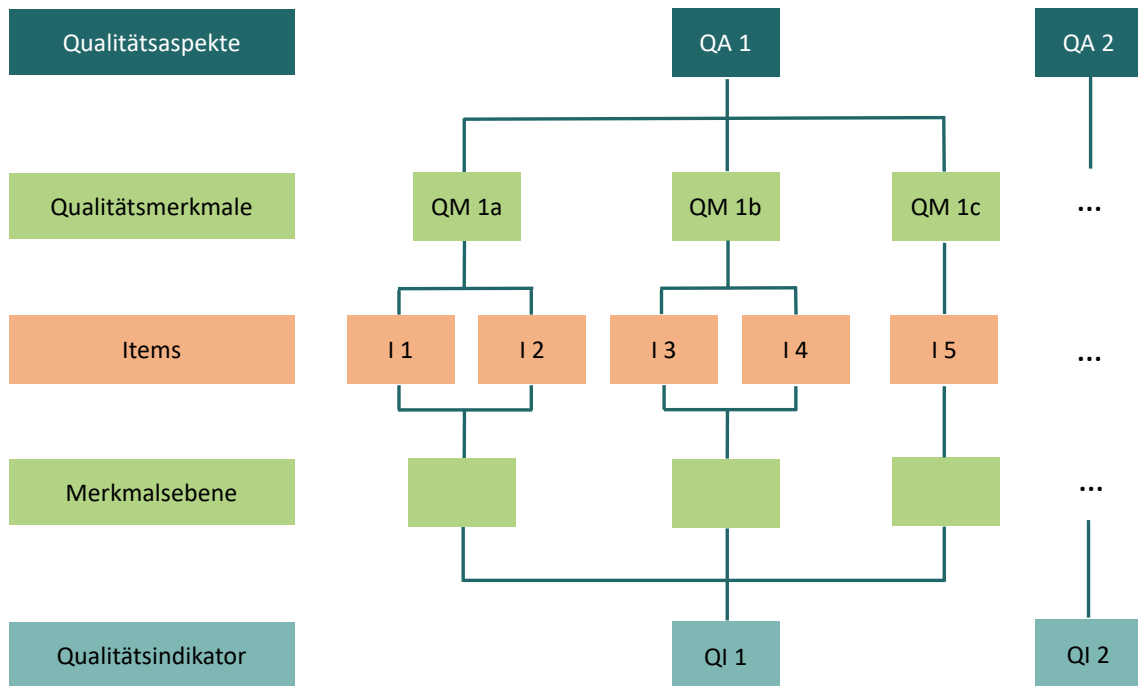 Qualitätsaspekte
QA 1
QA 2
Qualitätsmerkmale
QM 1a
QM 1b
QM 1c
...
Items
I 1
I 2
I 3
I 4
I 5
...
Merkmalsebene
...
Qualitätsindikator
QI 1
QI 2